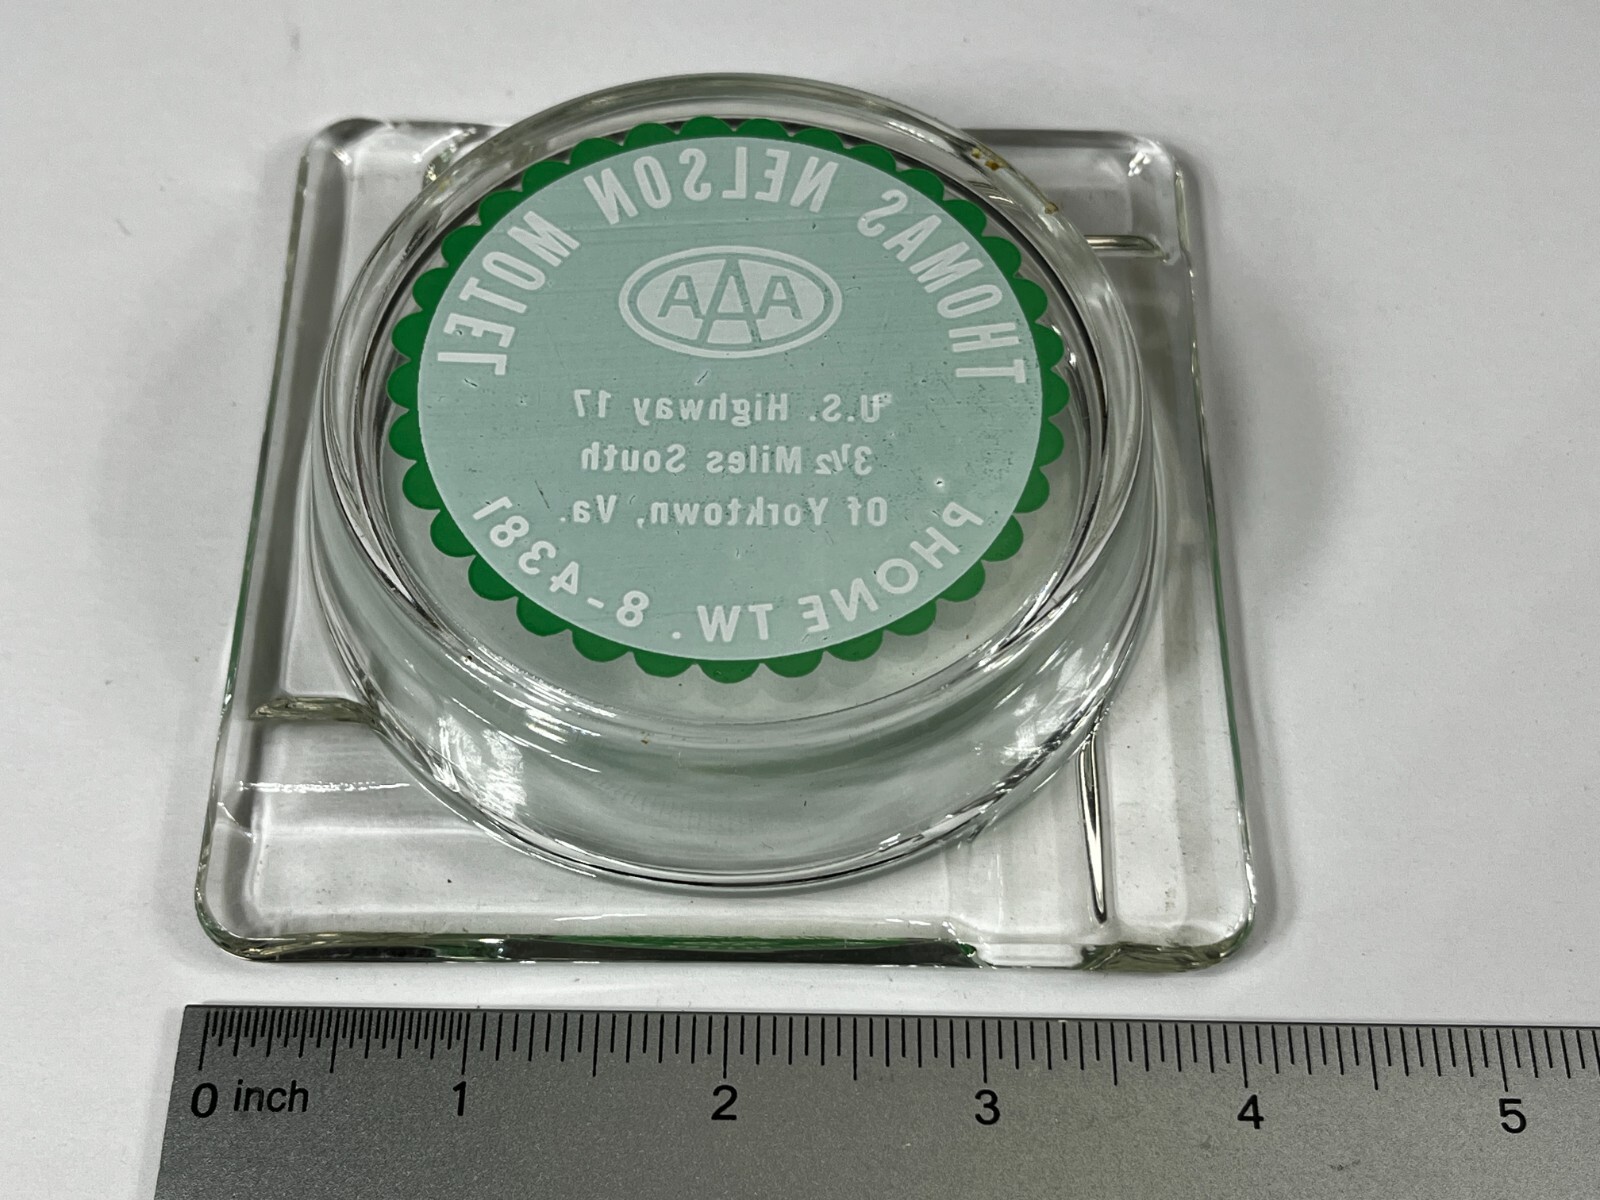 THOMAS NELSON MOTEL
AAA
U.S. Highway 17
3½ Miles South
Of Yorktown, Va.
PHONE TW. 8-4381
0 inch 1 2 3 4 5